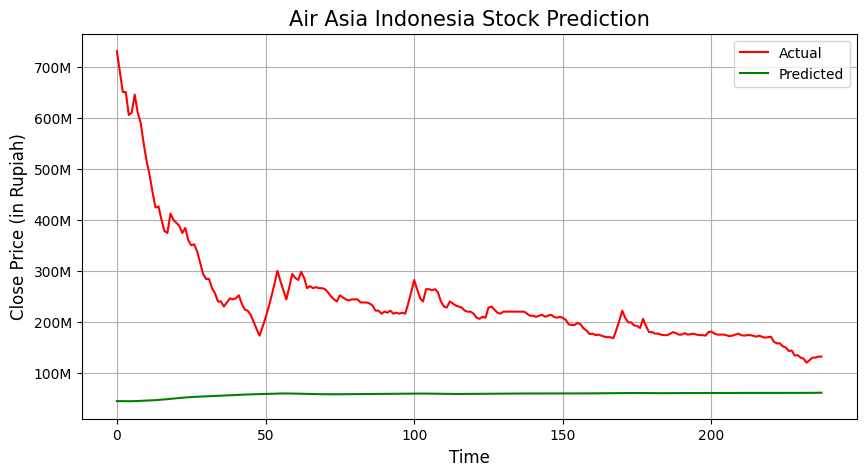 Air Asia Indonesia Stock Prediction
Actual
Predicted
Close Price (in Rupiah)
700M
600M
500M
400M
300M
200M
100M
0
50
100
150
200
Time